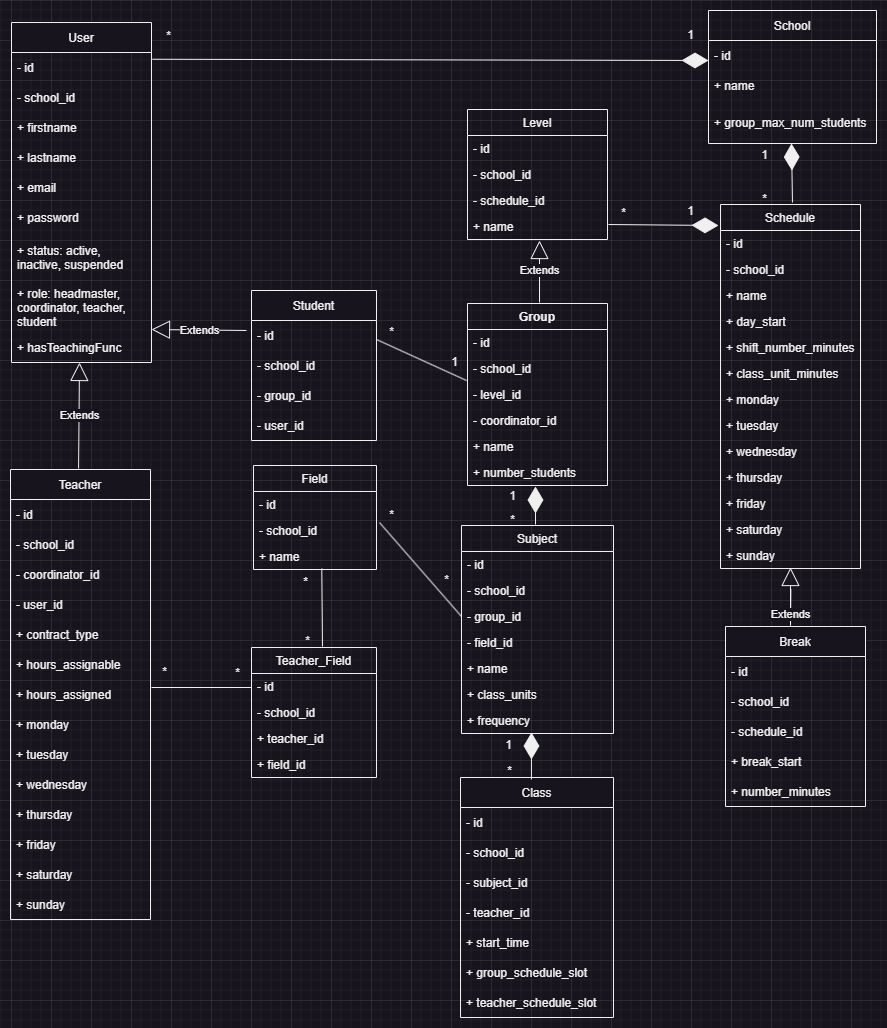 User
- id
- school_id
+ firstname
+ lastname
+ email
+ password
+ status: active,
inactive, suspended
+ role: headmaster,
coordinator, teacher,
student
+ hasTeachingFunc
*
1
School
- id
+ name
+ group_max_num_students
1
*
Level
- id
- school_id
- schedule_id
+ name
*
1
Schedule
- id
- school_id
+ name
+ day_start
+ shift_number_minutes
+ class_unit_minutes
+ monday
+ tuesday
+ wednesday
+ thursday
+ friday
+ saturday
+ sunday
Extends
Extends
Student
- id
- school_id
- group_id
- user_id
*
1
Group
- id
- school_id
- level_id
- coordinator_id
+ name
+ number_students
Extends
Teacher
- id
- school_id
- coordinator_id
- user_id
+ contract_type
+ hours_assignable
+ hours_assigned
+ monday
+ tuesday
+ wednesday
+ thursday
+ friday
+ saturday
+ sunday
Field
- id
- school_id
+ name
*
*
1
*
Subject
- id
- school_id
- group_id
- field_id
+ name
+ class_units
+ frequency
*
*
*
*
Teacher_Field
- id
- school_id
+ teacher_id
+ field_id
Extends
Break
- id
- school_id
- schedule_id
+ break_start
+ number_minutes
1
*
Class
- id
- school_id
- subject_id
- teacher_id
+ start_time
+ group_schedule_slot
+ teacher_schedule_slot